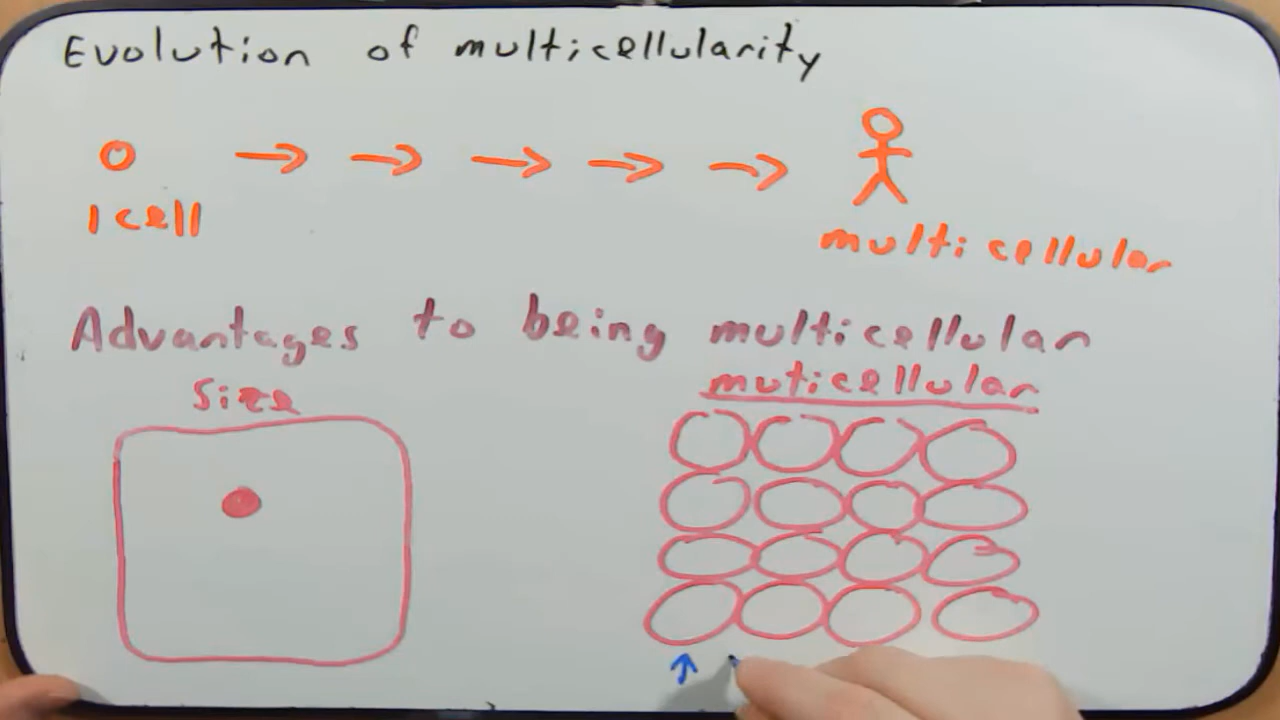 Evolution of multicellularity
1 cell
multicellular
Advantages to being multicellular
Size
muticellular